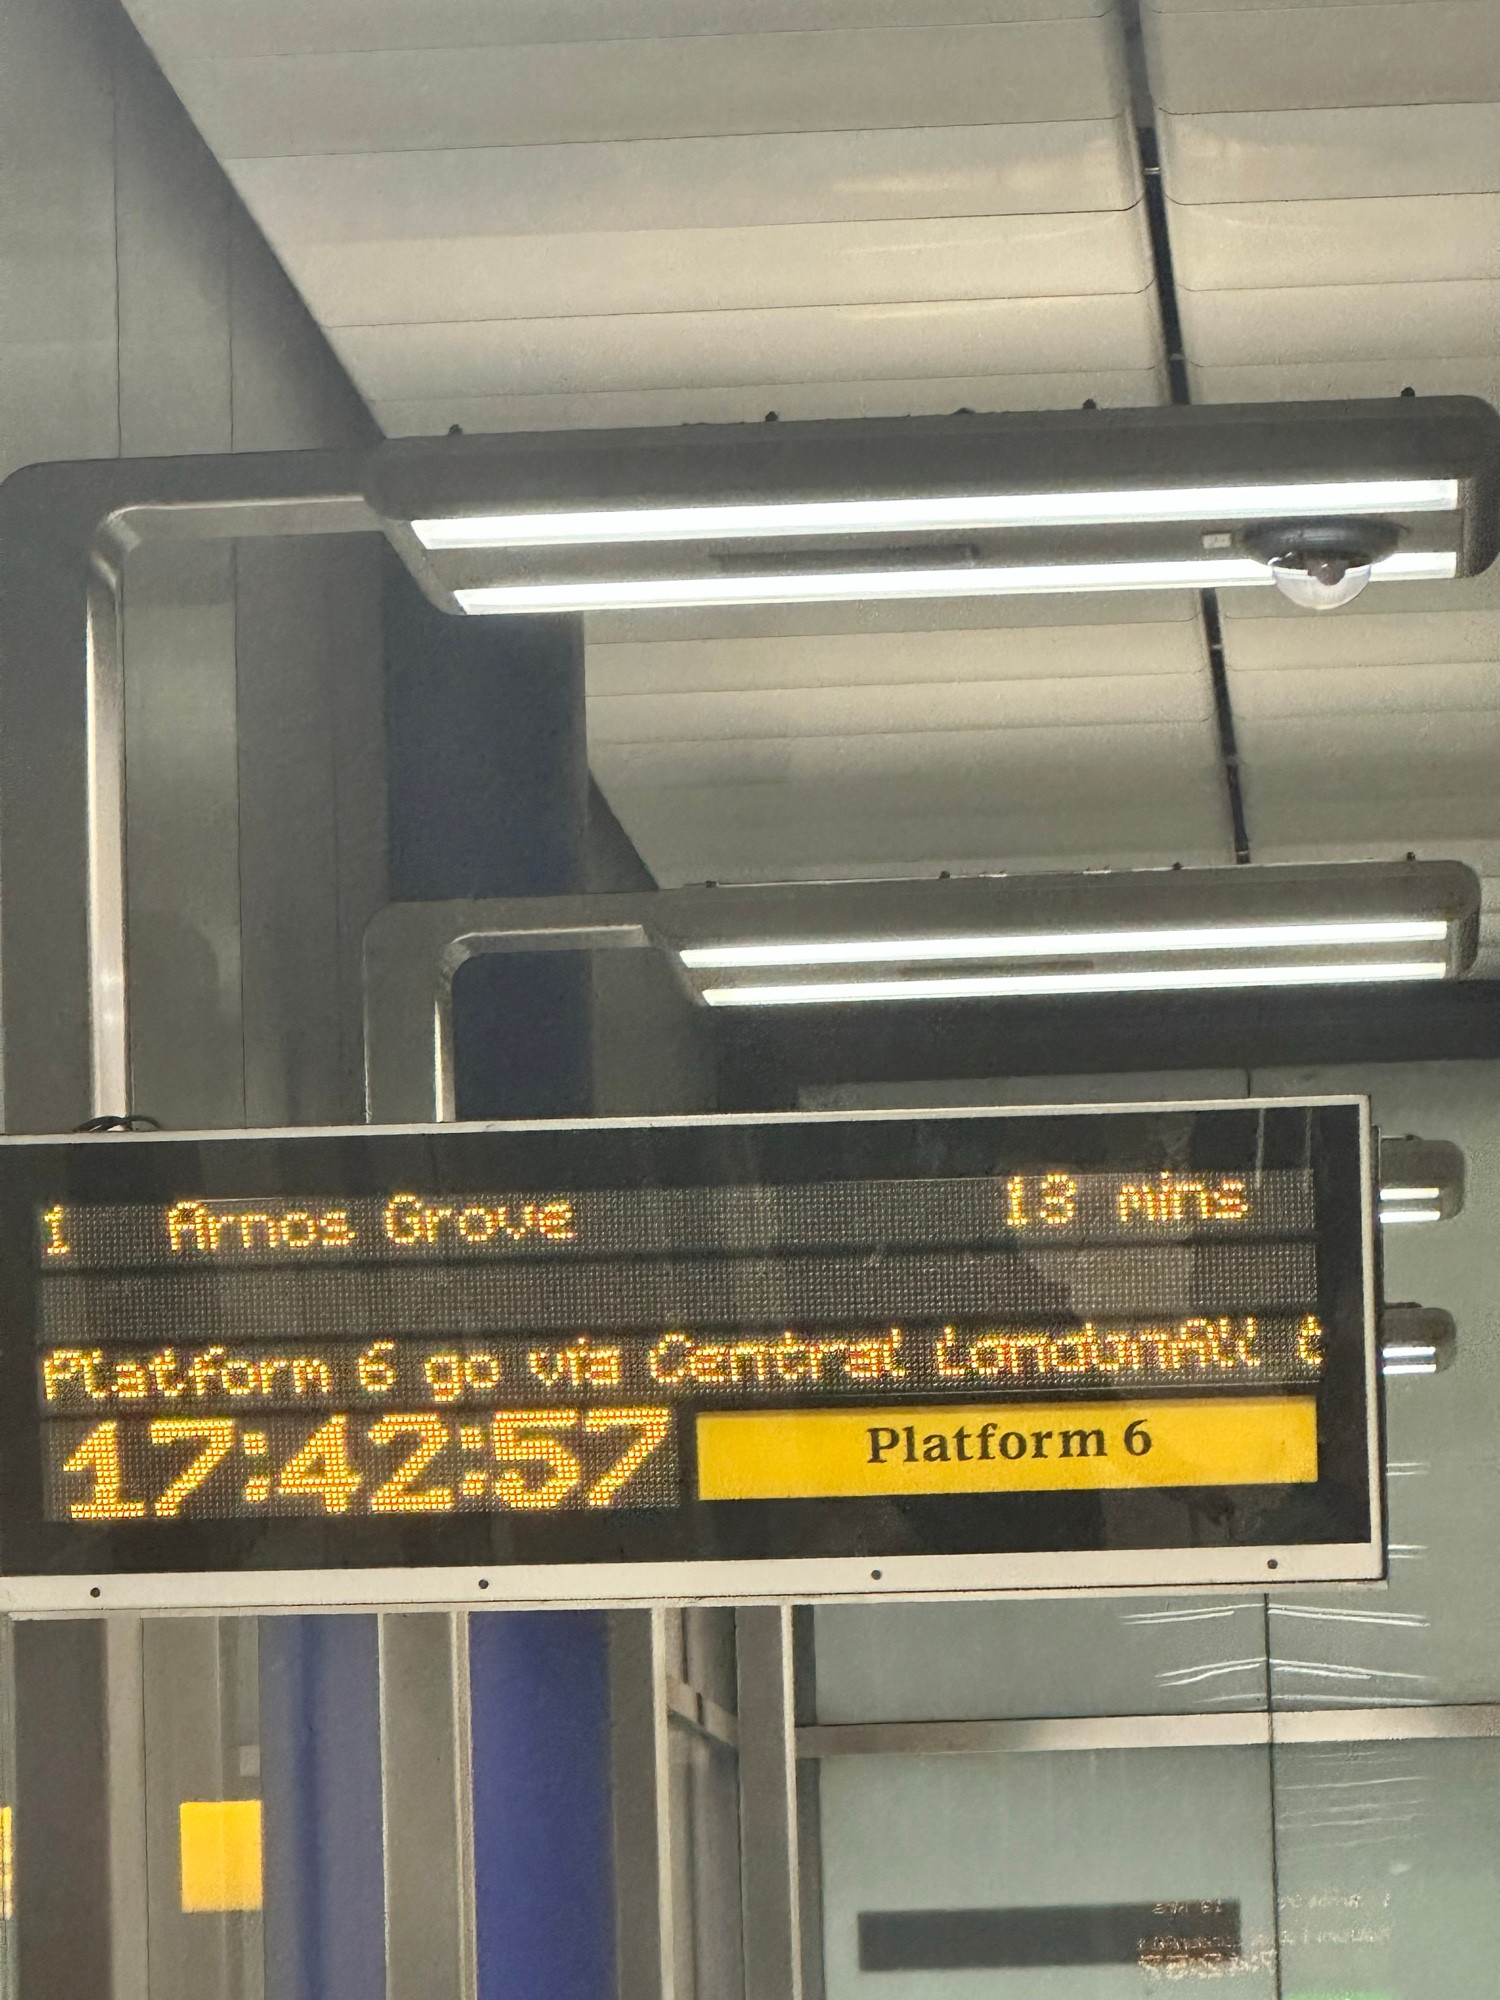 1 Arnos Grove 13 mins
Platform 6 go via Central LondonAll t
17:42:57
Platform 6